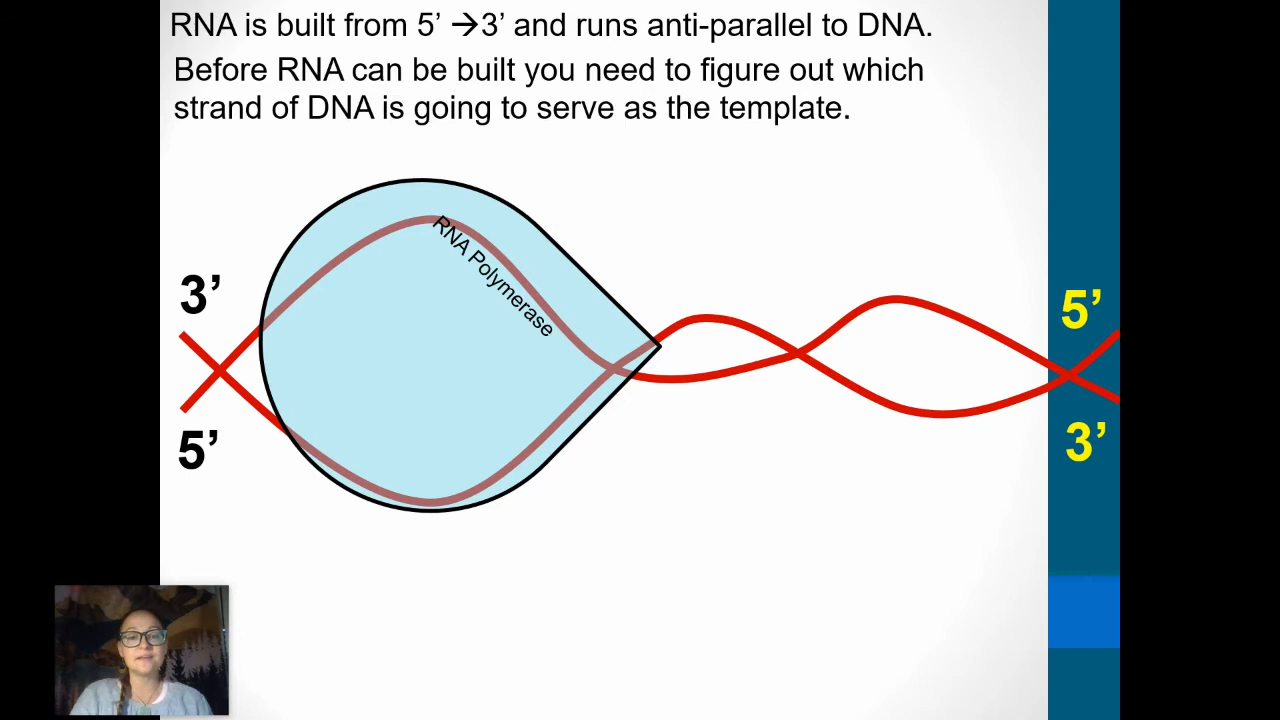 RNA is built from 5’ →3’ and runs anti-parallel to DNA.
Before RNA can be built you need to figure out which
strand of DNA is going to serve as the template.
RNA Polymerase
3’
5’
5’
3’